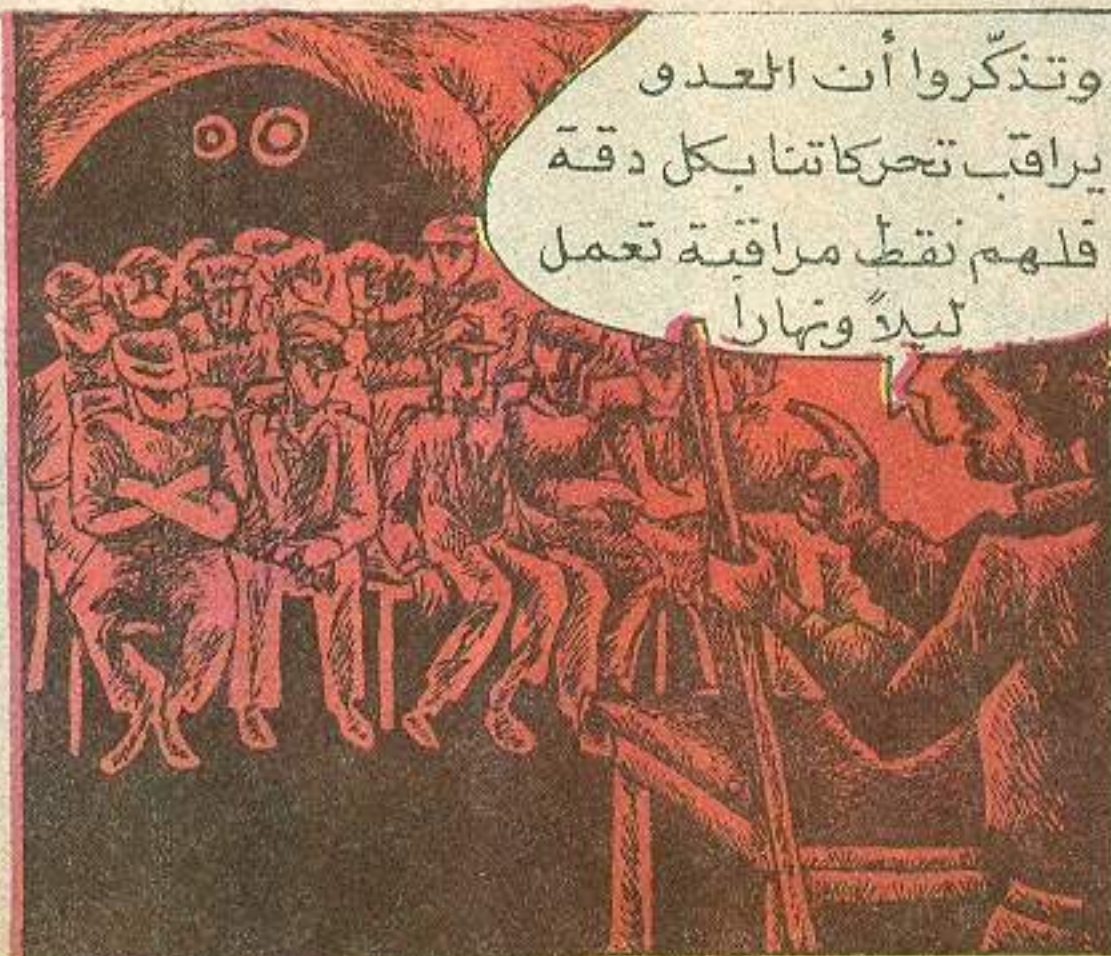 وتذكّروا أن العدو
يراقب تحركاتنا بكل دقة
فلهم نقط مراقبة تعمل
ليلاً ونهارا